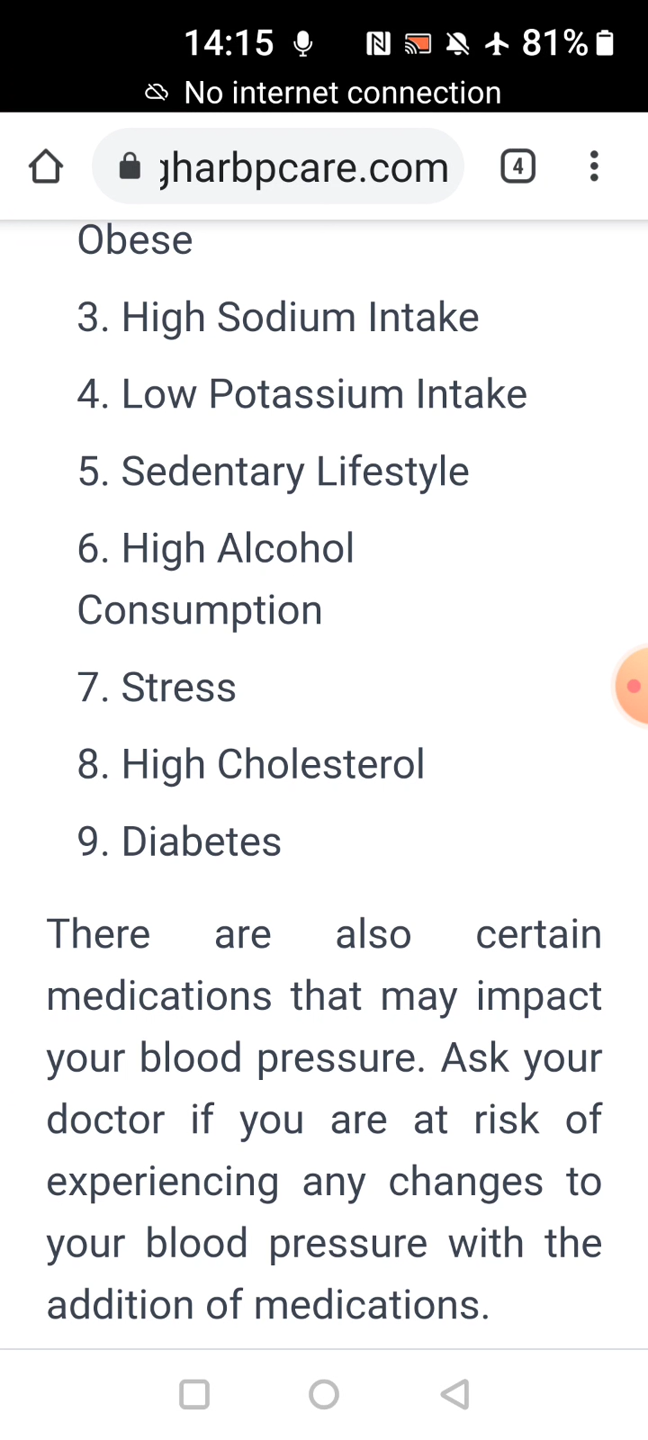 14:15 81%
No internet connection
gharbpcare.com 4
Obese
3. High Sodium Intake
4. Low Potassium Intake
5. Sedentary Lifestyle
6. High Alcohol
Consumption
7. Stress
8. High Cholesterol
9. Diabetes
There are also certain
medications that may impact
your blood pressure. Ask your
doctor if you are at risk of
experiencing any changes to
your blood pressure with the
addition of medications.